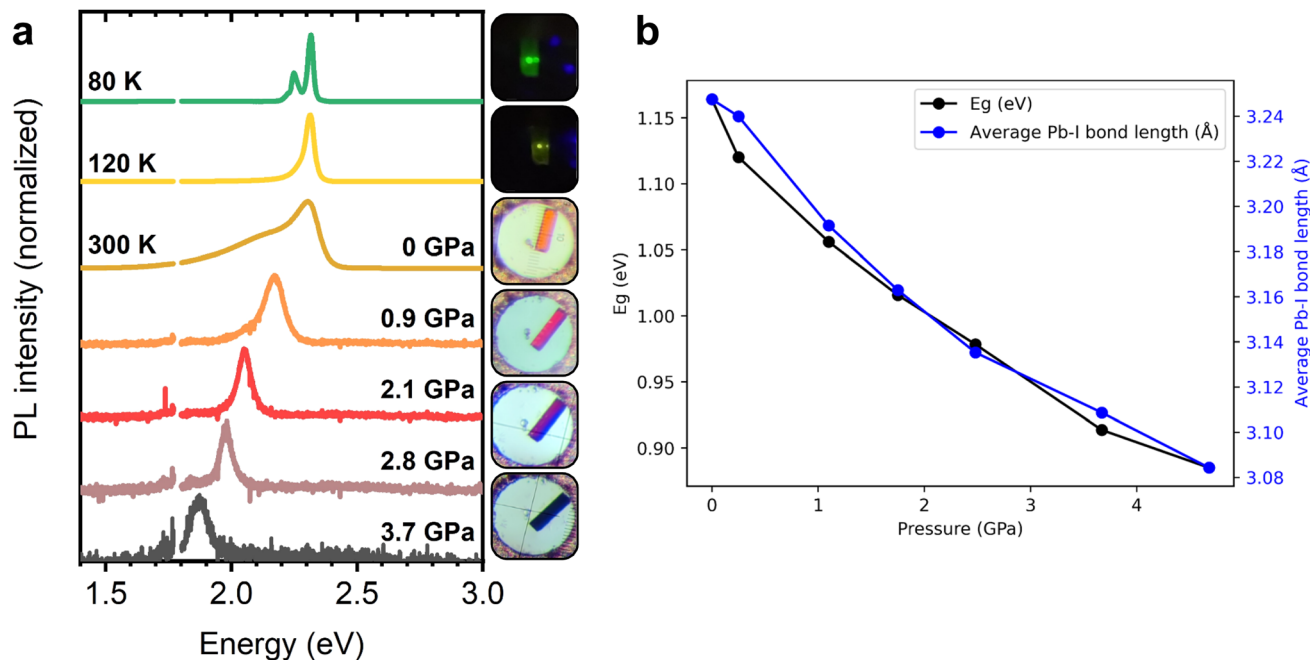 a
80 K
120 K
300 K
0 GPa
0.9 GPa
2.1 GPa
2.8 GPa
3.7 GPa
PL intensity (normalized)
1.5
2.0
2.5
3.0
Energy (eV)
b
Eg (eV)
Average Pb-I bond length (Å)
1.15
1.10
1.05
1.00
0.95
0.90
Eg (eV)
3.24
3.22
3.20
3.18
3.16
3.14
3.12
3.10
3.08
Average Pb-I bond length (Å)
0
1
2
3
4
Pressure (GPa)